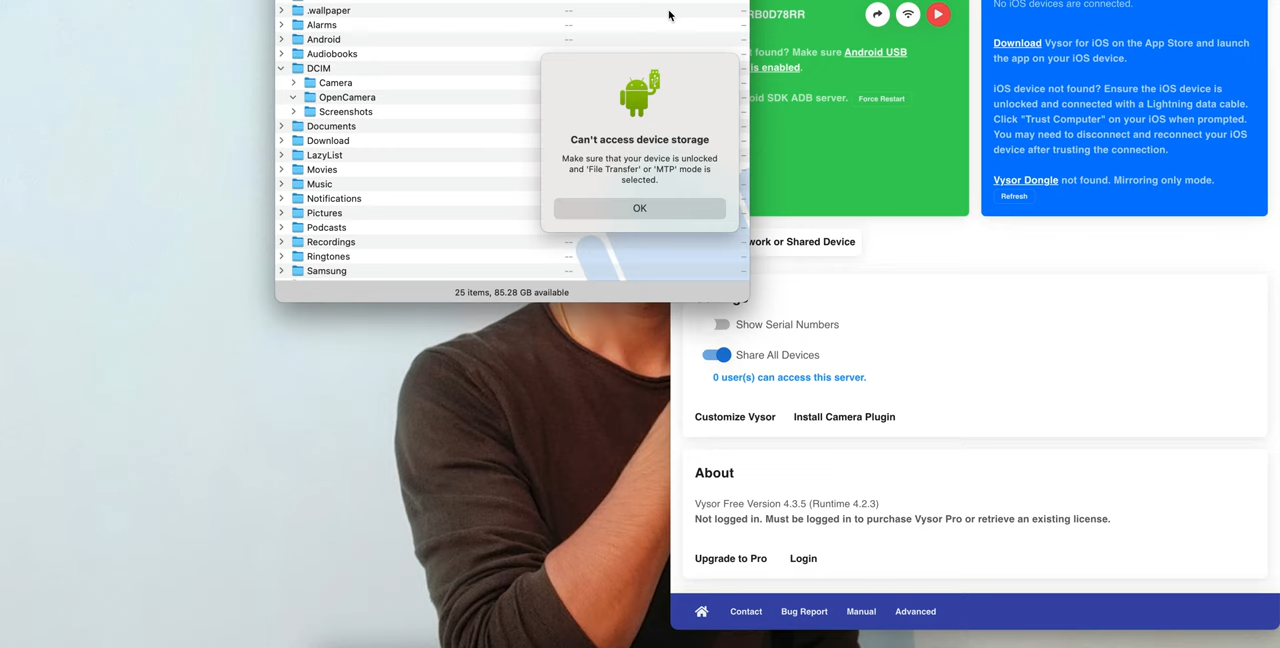 .wallpaper --
Alarms --
Android --
Audiobooks
DCIM
Camera
OpenCamera
Screenshots
Documents
Download
LazyList
Movies
Music
Notifications
Pictures
Podcasts
Recordings -- --
Ringtones -- --
Samsung -- --
25 items, 85.28 GB available
Can't access device storage
Make sure that your device is unlocked
and 'File Transfer' or 'MTP' mode is
selected.
OK
RB0D78RR
found? Make sure Android USB
is enabled.
oid SDK ADB server. Force Restart
No iOS devices are connected.
Download Vysor for iOS on the App Store and launch
the app on your iOS device.
iOS device not found? Ensure the iOS device is
unlocked and connected with a Lightning data cable.
Click "Trust Computer" on your iOS when prompted.
You may need to disconnect and reconnect your iOS
device after trusting the connection.
Vysor Dongle not found. Mirroring only mode.
Refresh
work or Shared Device
Show Serial Numbers
Share All Devices
0 user(s) can access this server.
Customize Vysor Install Camera Plugin
About
Vysor Free Version 4.3.5 (Runtime 4.2.3)
Not logged in. Must be logged in to purchase Vysor Pro or retrieve an existing license.
Upgrade to Pro Login
Contact Bug Report Manual Advanced